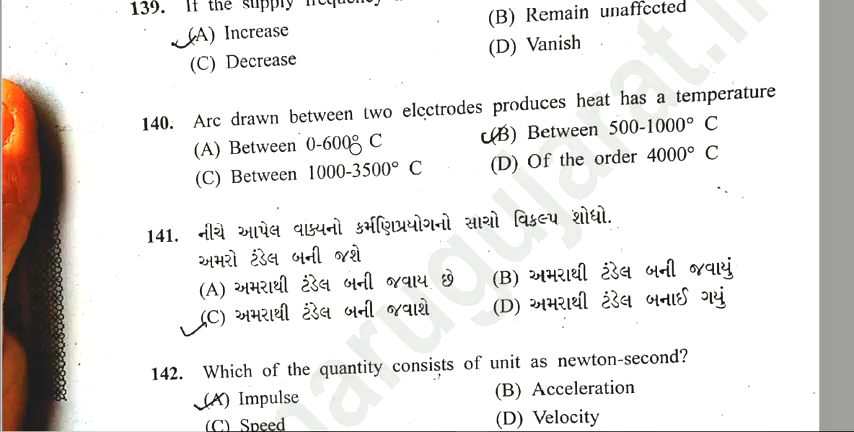 139. If the supply frequency
(A) Increase (B) Remain unaffected
(C) Decrease (D) Vanish
140. Arc drawn between two electrodes produces heat has a temperature
(A) Between 0-600° C (B) Between 500-1000° C
(C) Between 1000-3500° C (D) Of the order 4000° C
141. નીચે આપેલ વાક્યનો કર્મણિપ્રયોગનો સાચો વિકલ્પ શોધો.
અમરો ટંડેલ બની જશે
(A) અમરાથી ટંડેલ બની જવાય છે (B) અમરાથી ટંડેલ બની જવાયું
(C) અમરાથી ટંડેલ બની જવાશે (D) અમરાથી ટંડેલ બનાઈ ગયું
142. Which of the quantity consists of unit as newton-second?
(A) Impulse (B) Acceleration
(C) Speed (D) Velocity
marugujarat.in